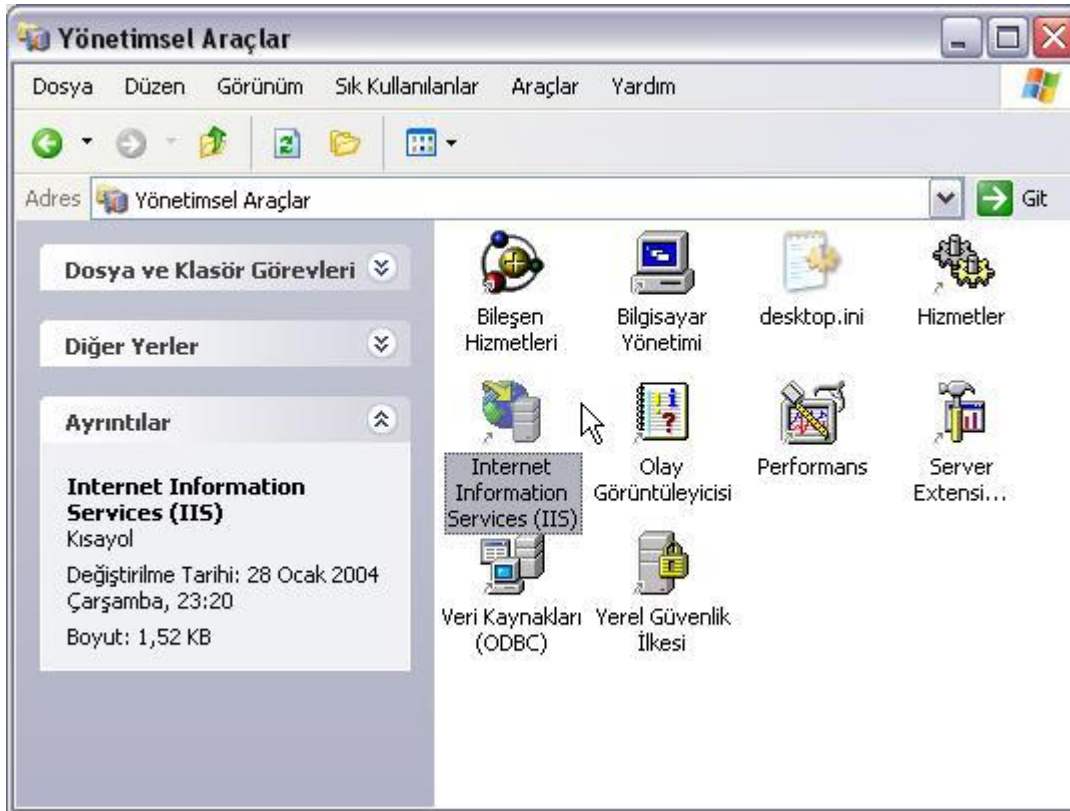 Yönetimsel Araçlar
Dosya Düzen Görünüm Sık Kullanılanlar Araçlar Yardım
Adres Yönetimsel Araçlar Git
Dosya ve Klasör Görevleri
Diğer Yerler
Ayrıntılar
Internet Information
Services (IIS)
Kısayol
Değiştirilme Tarihi: 28 Ocak 2004
Çarşamba, 23:20
Boyut: 1,52 KB
Bileşen
Hizmetleri
Bilgisayar
Yönetimi
desktop.ini
Hizmetler
Internet
Information
Services (IIS)
Olay
Görüntüleyicisi
Performans
Server
Extensi...
Veri Kaynakları
(ODBC)
Yerel Güvenlik
İlkesi